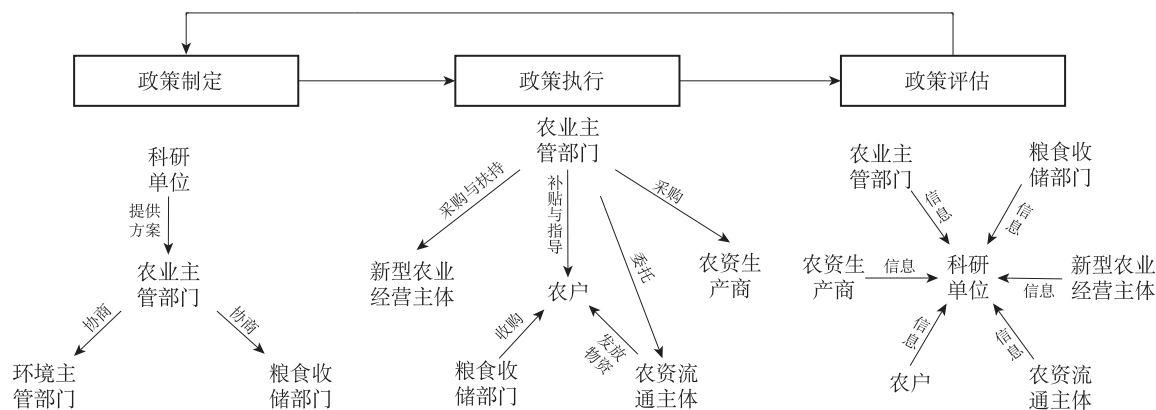 政策制定
政策执行
政策评估
科研
单位
提供
方案
农业主
管部门
协商
协商
环境主
管部门
粮食收
储部门
农业主
管部门
采购与扶持
补贴与指导
采购
委托
新型农业
经营主体
农户
农资生
产商
收购
发放
物资
粮食收
储部门
农资流
通主体
农业主
管部门
粮食收
储部门
信息
信息
农资生
产商
信息
科研
单位
信息
新型农业
经营主体
信息
信息
农户
农资流
通主体